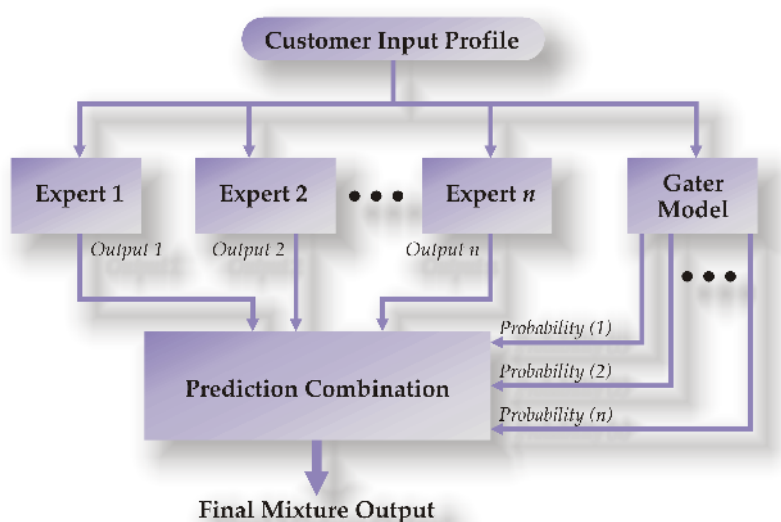 Customer Input Profile
Expert 1
Expert 2
Expert n
Gater
Model
Output 1
Output 2
Output n
Probability (1)
Probability (2)
Probability (n)
Prediction Combination
Final Mixture Output